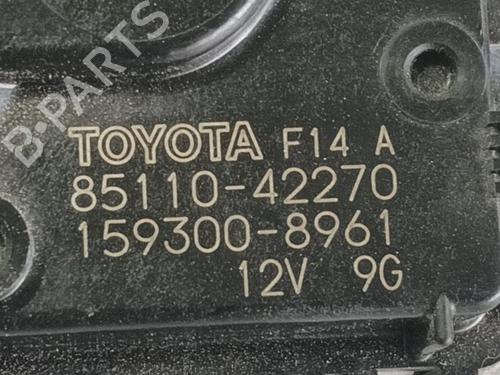 B-PARTS
TOYOTA F14 A
85110-42270
159300-8961
12V 9G